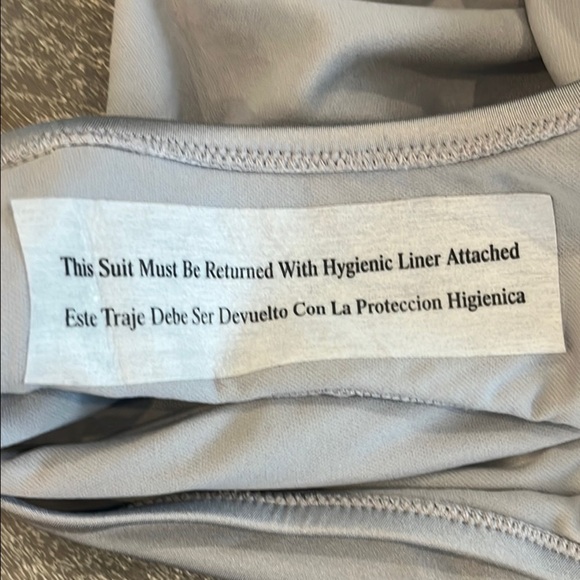 This Suit Must Be Returned With Hygienic Liner Attached
Este Traje Debe Ser Devuelto Con La Proteccion Higienica